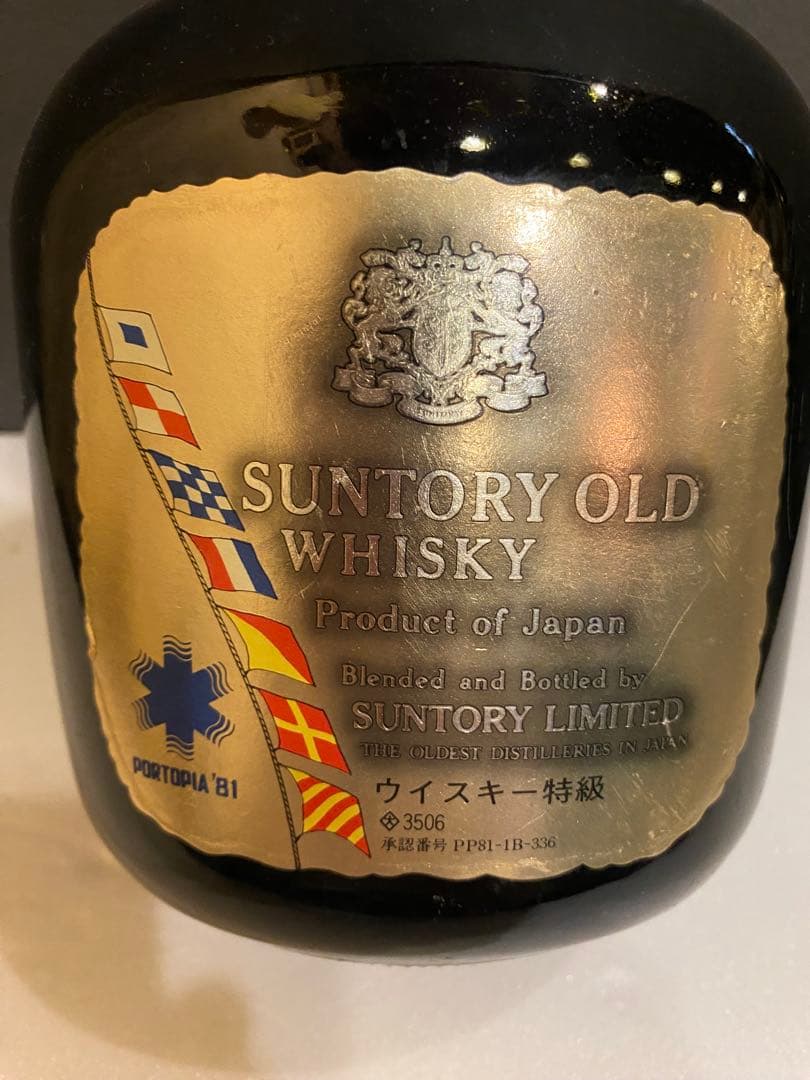 SUNTORY
SUNTORY OLD
WHISKY
Product of Japan
Blended and Bottled by
SUNTORY LIMITED
THE OLDEST DISTILLERIES IN JAPAN
ウイスキー特級
3506
承認番号 PP81-1B-336
PORTOPIA '81